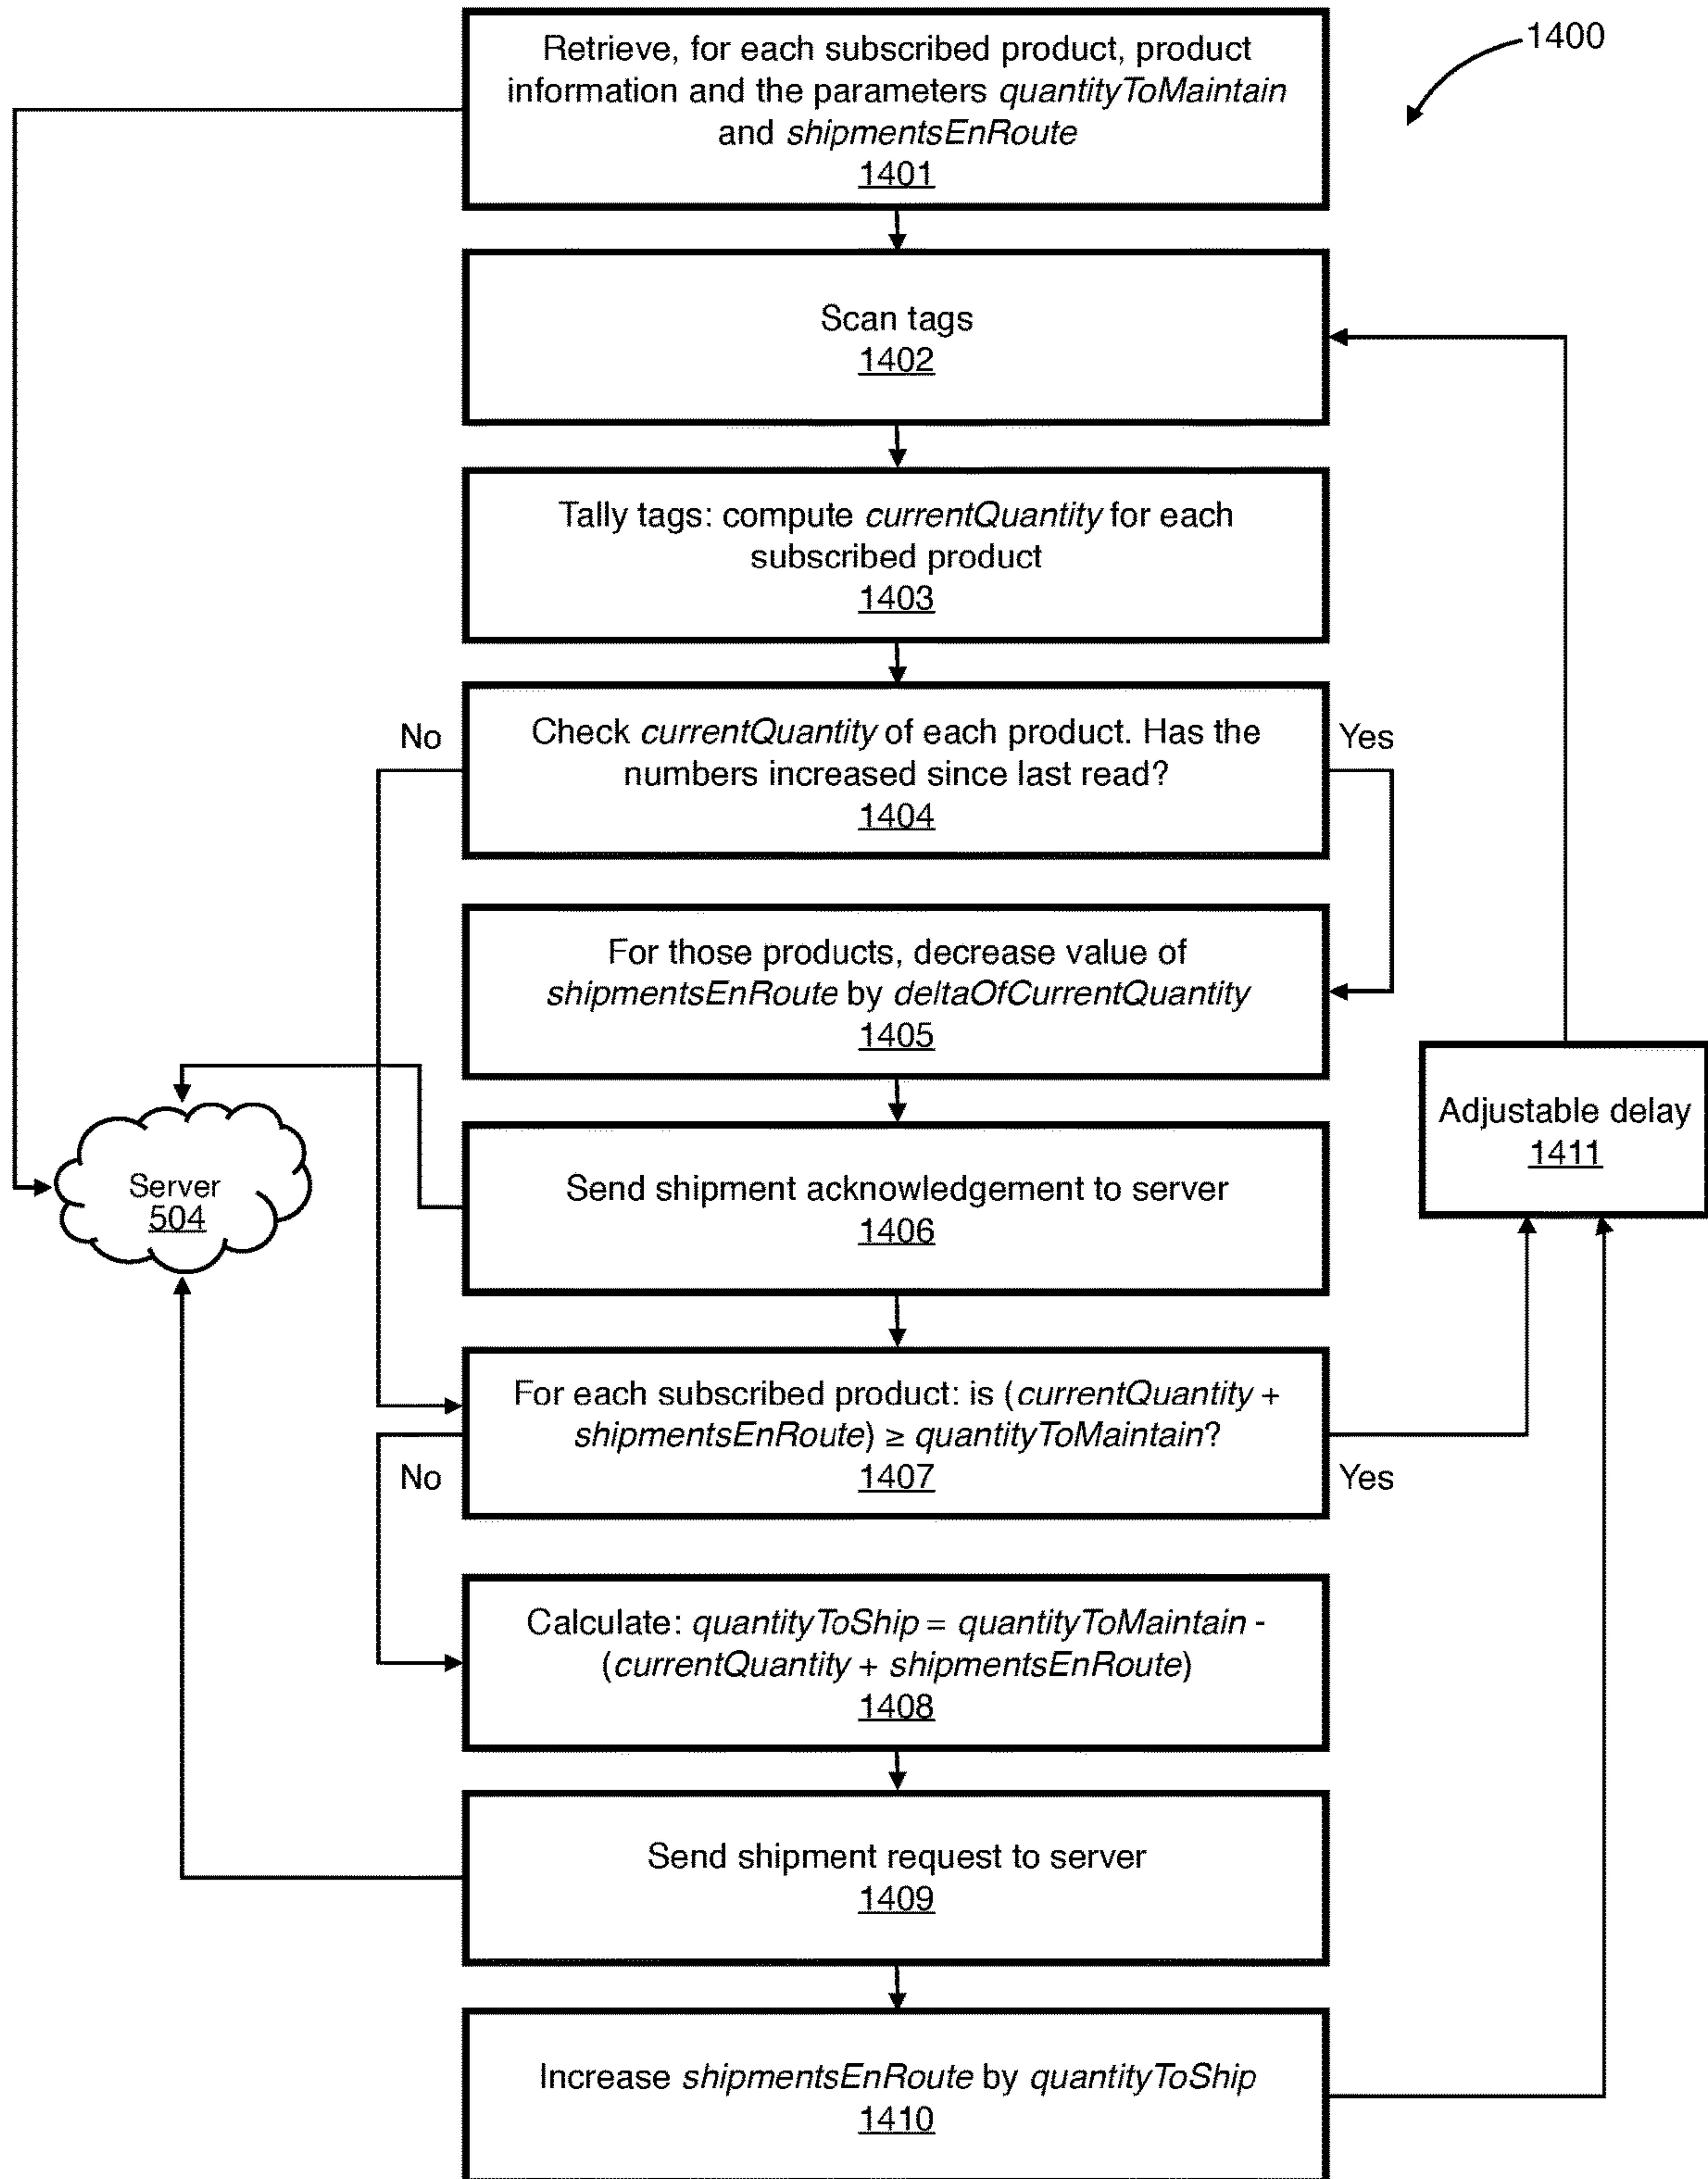 1400
Retrieve, for each subscribed product, product
information and the parameters quantityToMaintain
and shipmentsEnRoute
1401
Scan tags
1402
Tally tags: compute currentQuantity for each
subscribed product
1403
No
Check currentQuantity of each product. Has the
numbers increased since last read?
1404
Yes
For those products, decrease value of
shipmentsEnRoute by deltaOfCurrentQuantity
1405
Adjustable delay
1411
Server
504
Send shipment acknowledgement to server
1406
For each subscribed product: is (currentQuantity +
shipmentsEnRoute) ≥ quantityToMaintain?
1407
No
Yes
Calculate: quantityToShip = quantityToMaintain -
(currentQuantity + shipmentsEnRoute)
1408
Send shipment request to server
1409
Increase shipmentsEnRoute by quantityToShip
1410